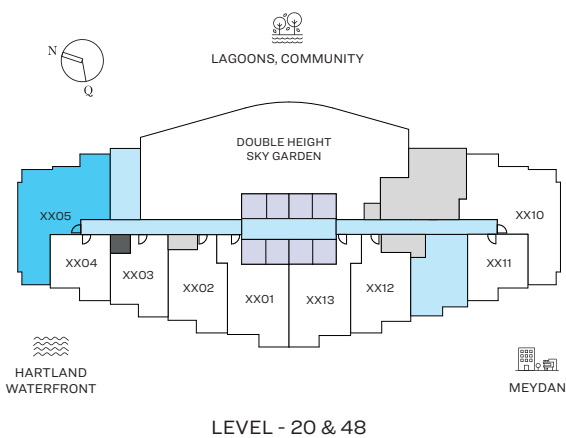 LAGOONS, COMMUNITY
N
Q
DOUBLE HEIGHT
SKY GARDEN
XX05
XX10
XX04
XX03
XX02
XX01
XX13
XX12
XX11
HARTLAND
WATERFRONT
MEYDAN
LEVEL - 20 & 48